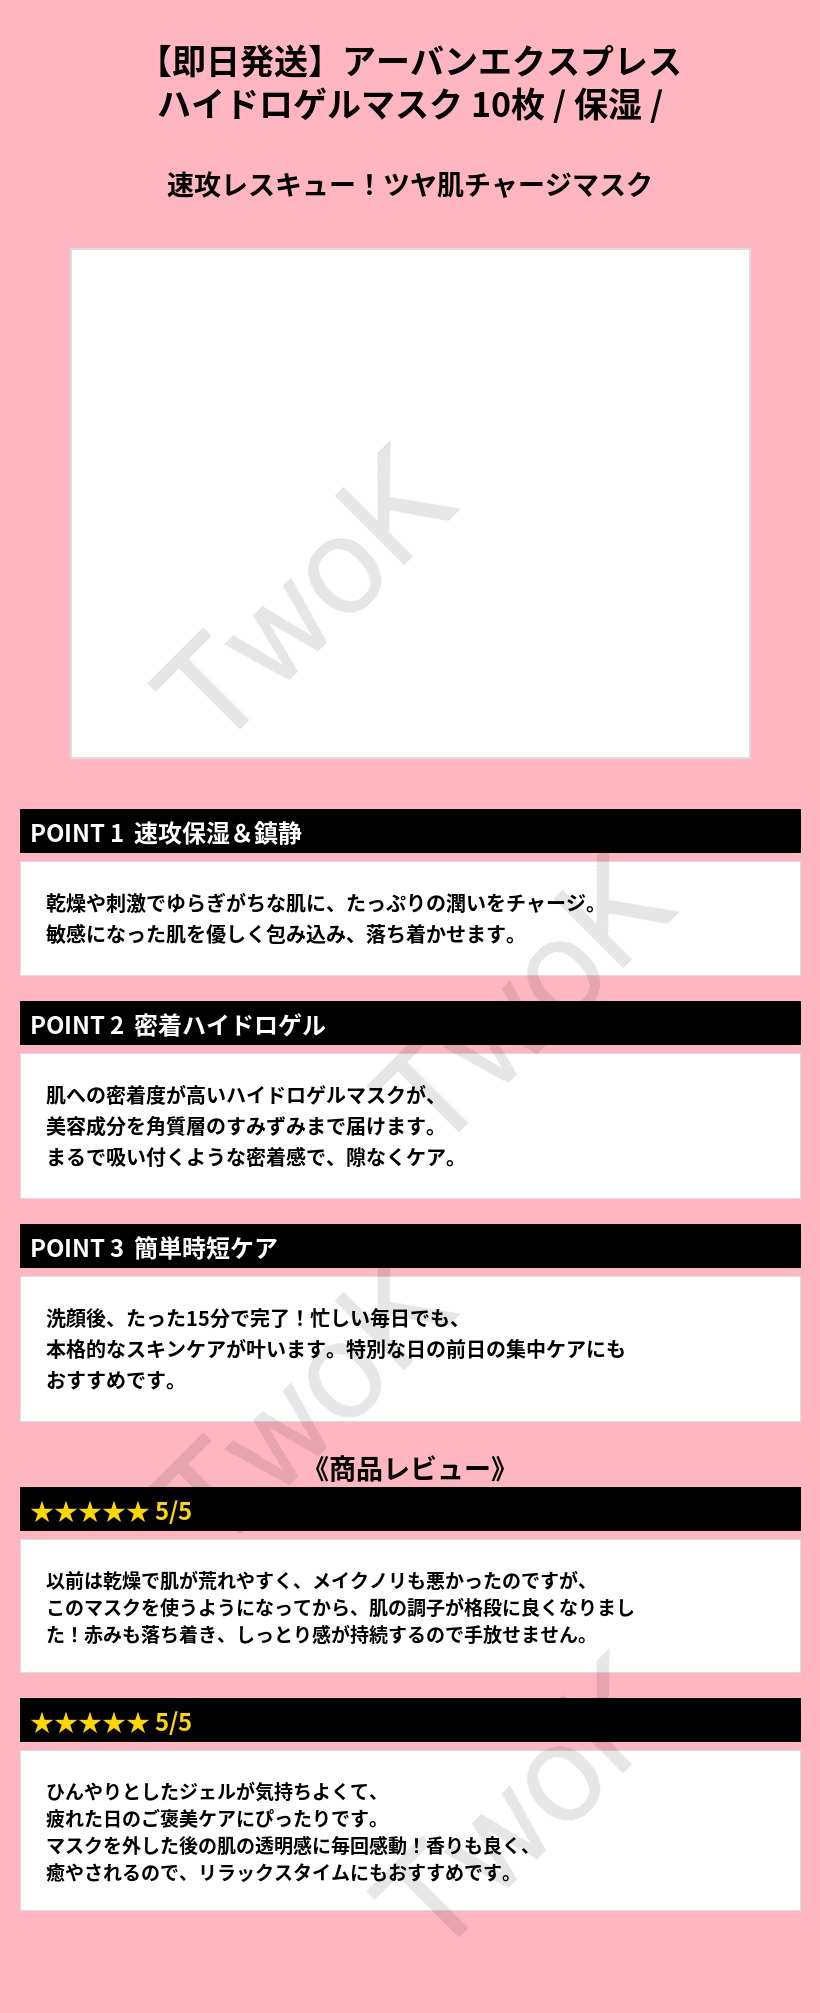 【即日発送】アーバンエクスプレス
ハイドロゲルマスク 10枚 / 保湿 /
速攻レスキュー！ツヤ肌チャージマスク
TwoK
POINT 1 速攻保湿＆鎮静
乾燥や刺激でゆらぎがちな肌に、たっぷりの潤いをチャージ。
敏感になった肌を優しく包み込み、落ち着かせます。
TwoK
POINT 2 密着ハイドロゲル
肌への密着度が高いハイドロゲルマスクが、
美容成分を角質層のすみずみまで届けます。
まるで吸い付くような密着感で、隙なくケア。
POINT 3 簡単時短ケア
洗顔後、たった15分で完了！忙しい毎日でも、
本格的なスキンケアが叶います。特別な日の前日の集中ケアにも
おすすめです。
TwoK
《商品レビュー》
★★★★★ 5/5
以前は乾燥で肌が荒れやすく、メイクノリも悪かったのですが、
このマスクを使うようになってから、肌の調子が格段に良くなりまし
た！赤みも落ち着き、しっとり感が持続するので手放せません。
★★★★★ 5/5
ひんやりとしたジェルが気持ちよくて、
疲れた日のご褒美ケアにぴったりです。
マスクを外した後の肌の透明感に毎回感動！香りも良く、
癒やされるので、リラックスタイムにもおすすめです。
TwoK